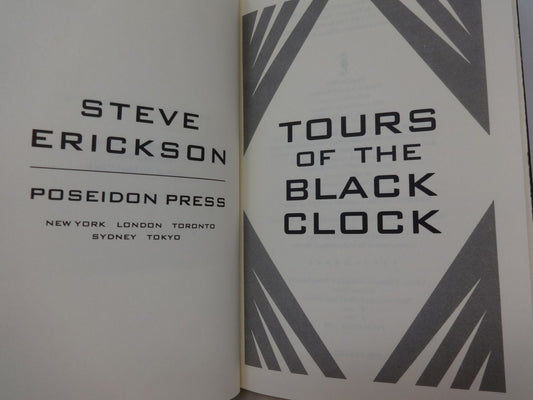 STEVE
ERICKSON
POSEIDON PRESS
NEW YORK LONDON TORONTO
SYDNEY TOKYO
TOURS
OF THE
BLACK
CLOCK